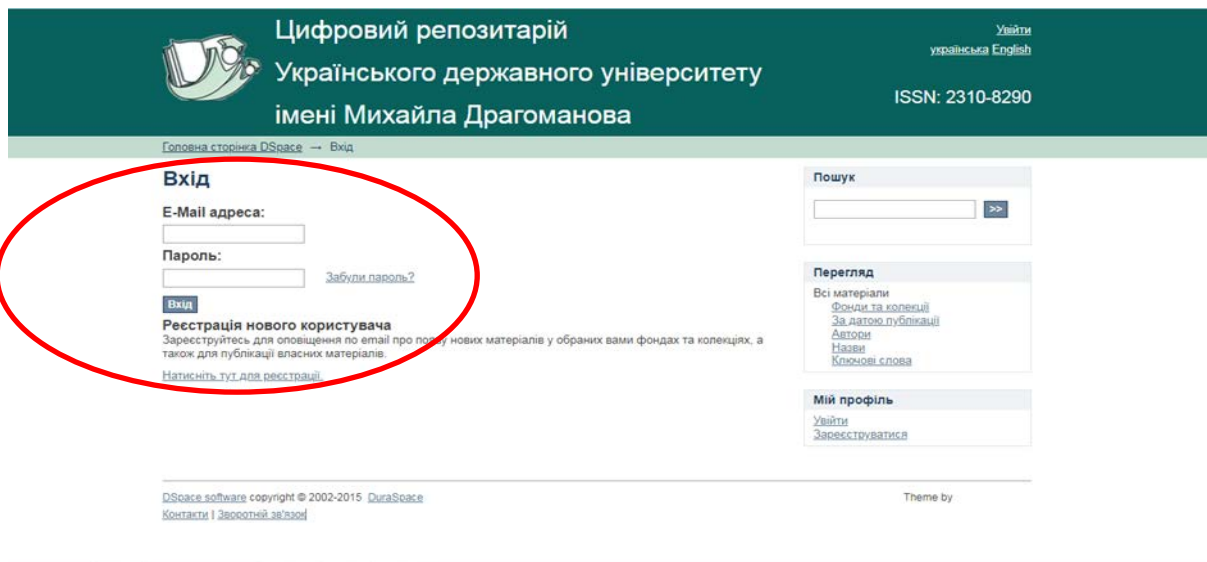 Цифровий репозитарій
Українського державного університету
імені Михайла Драгоманова
Увійти
українська English
ISSN: 2310-8290
Головна сторінка DSpace → Вхід
Вхід
E-Mail адреса:
Пароль:
Забули пароль?
Вхід
Реєстрація нового користувача
Зареєструйтесь для оповіщення по email про появу нових матеріалів у обраних вами фондах та колекціях, а
також для публікації власних матеріалів.
Натисніть тут для реєстрації.
Пошук
>>
Перегляд
Всі матеріали
Фонди та колекції
За датою публікації
Автори
Назви
Ключові слова
Мій профіль
Увійти
Зареєструватися
DSpace software copyright © 2002-2015 DuraSpace
Контакти | Зворотній зв'язок
Theme by